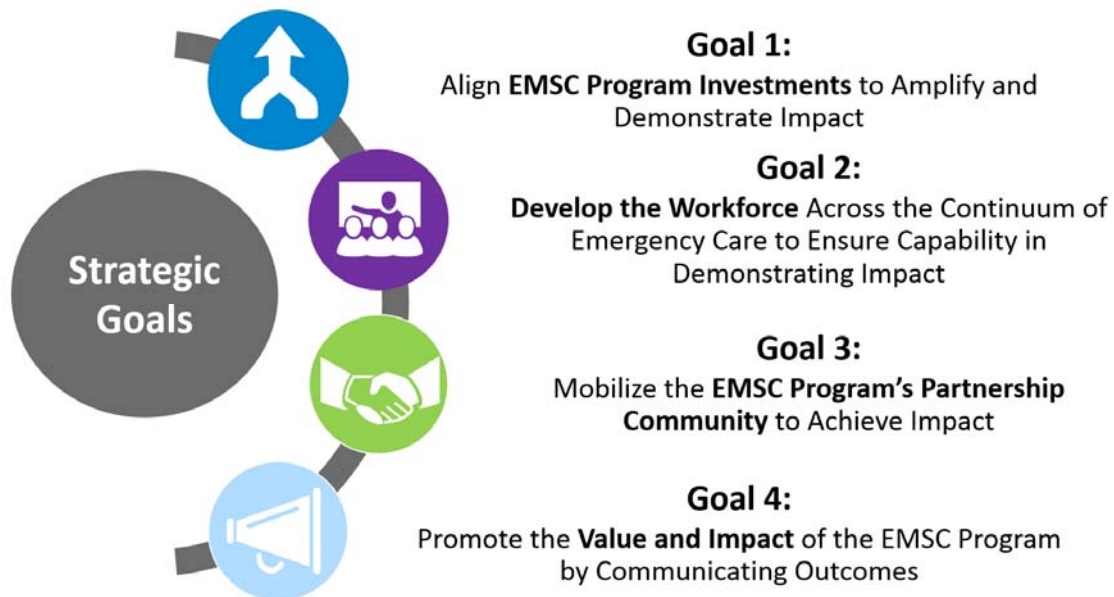 Strategic
Goals
Goal 1:
Align EMSC Program Investments to Amplify and
Demonstrate Impact
Goal 2:
Develop the Workforce Across the Continuum of
Emergency Care to Ensure Capability in
Demonstrating Impact
Goal 3:
Mobilize the EMSC Program's Partnership
Community to Achieve Impact
Goal 4:
Promote the Value and Impact of the EMSC Program
by Communicating Outcomes